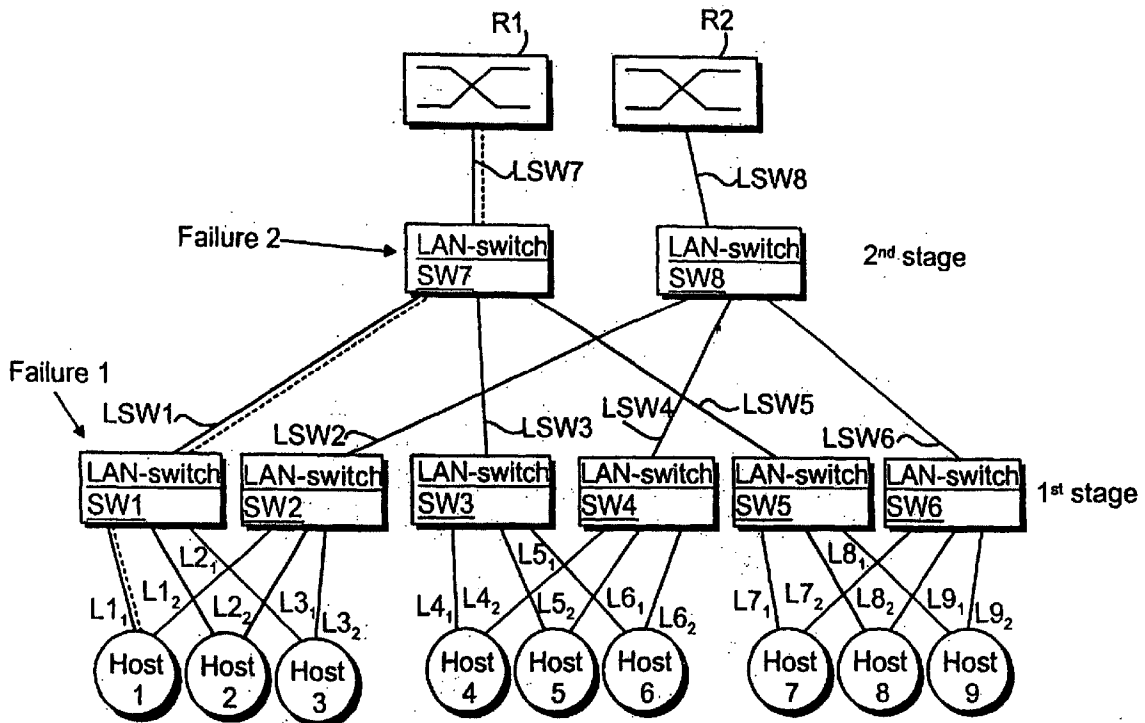 R1
R2
LSW7
LSW8
Failure 2
LAN-switch
SW7
LAN-switch
SW8
2nd stage
Failure 1
LSW1
LSW2
LSW3
LSW4
LSW5
LSW6
LAN-switch
SW1
LAN-switch
SW2
LAN-switch
SW3
LAN-switch
SW4
LAN-switch
SW5
LAN-switch
SW6
1st stage
L1₁
L1₂
L2₁
L2₂
L3₁
L3₂
L4₁
L4₂
L5₁
L5₂
L6₁
L6₂
L7₁
L7₂
L8₁
L8₂
L9₁
L9₂
Host
1
Host
2
Host
3
Host
4
Host
5
Host
6
Host
7
Host
8
Host
9